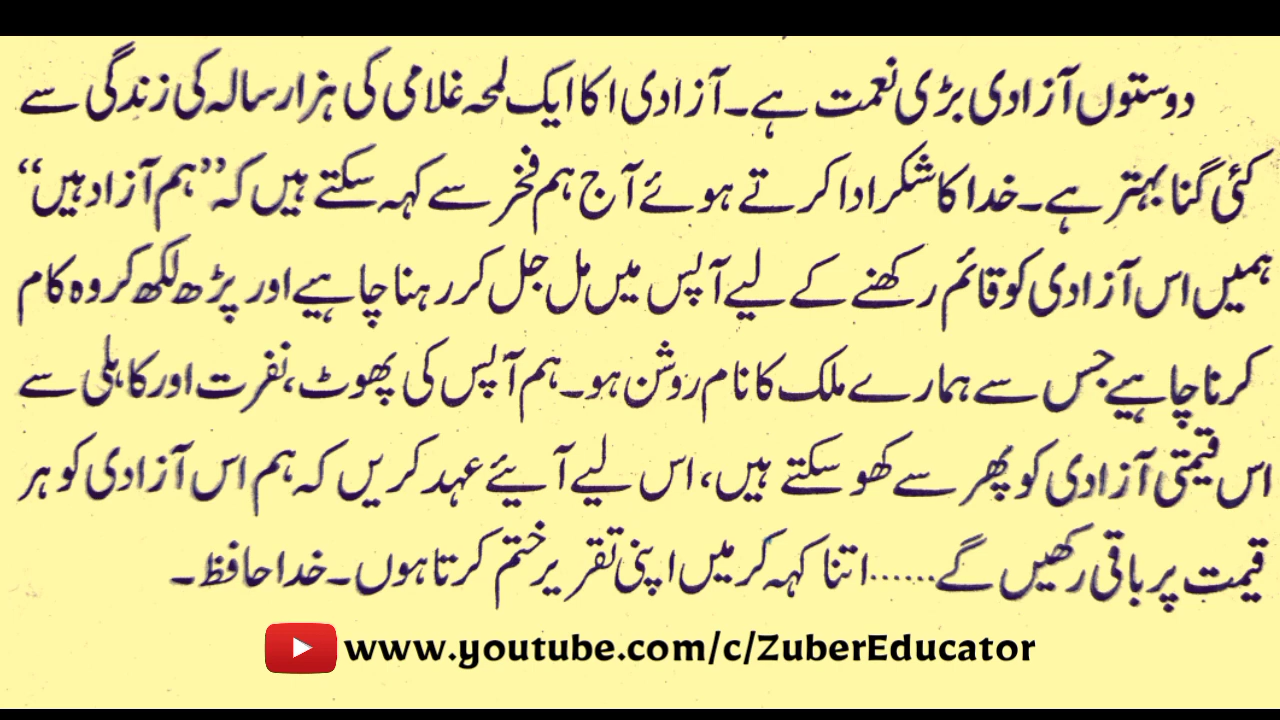 دوستوں آزادی بڑی نعمت ہے۔ آزادی اکا ایک لمحہ غلامی کی ہزار سالہ کی زندگی سے
کئی گنا بہتر ہے۔ خدا کا شکر ادا کرتے ہوئے آج ہم فخر سے کہہ سکتے ہیں کہ ”ہم آزاد ہیں“
ہمیں اس آزادی کو قائم رکھنے کے لیے آپس میں مل جل کر رہنا چاہیے اور پڑھ لکھ کر وہ کام
کرنا چاہیے جس سے ہمارے ملک کا نام روشن ہو۔ ہم آپس کی پھوٹ، نفرت اور کاہلی سے
اس قیمتی آزادی کو پھر سے کھو سکتے ہیں، اس لیے آیئے عہد کریں کہ ہم اس آزادی کو ہر
قیمت پر باقی رکھیں گے......اتنا کہہ کر میں اپنی تقریر ختم کرتا ہوں۔ خدا حافظ۔
www.youtube.com/c/ZuberEducator